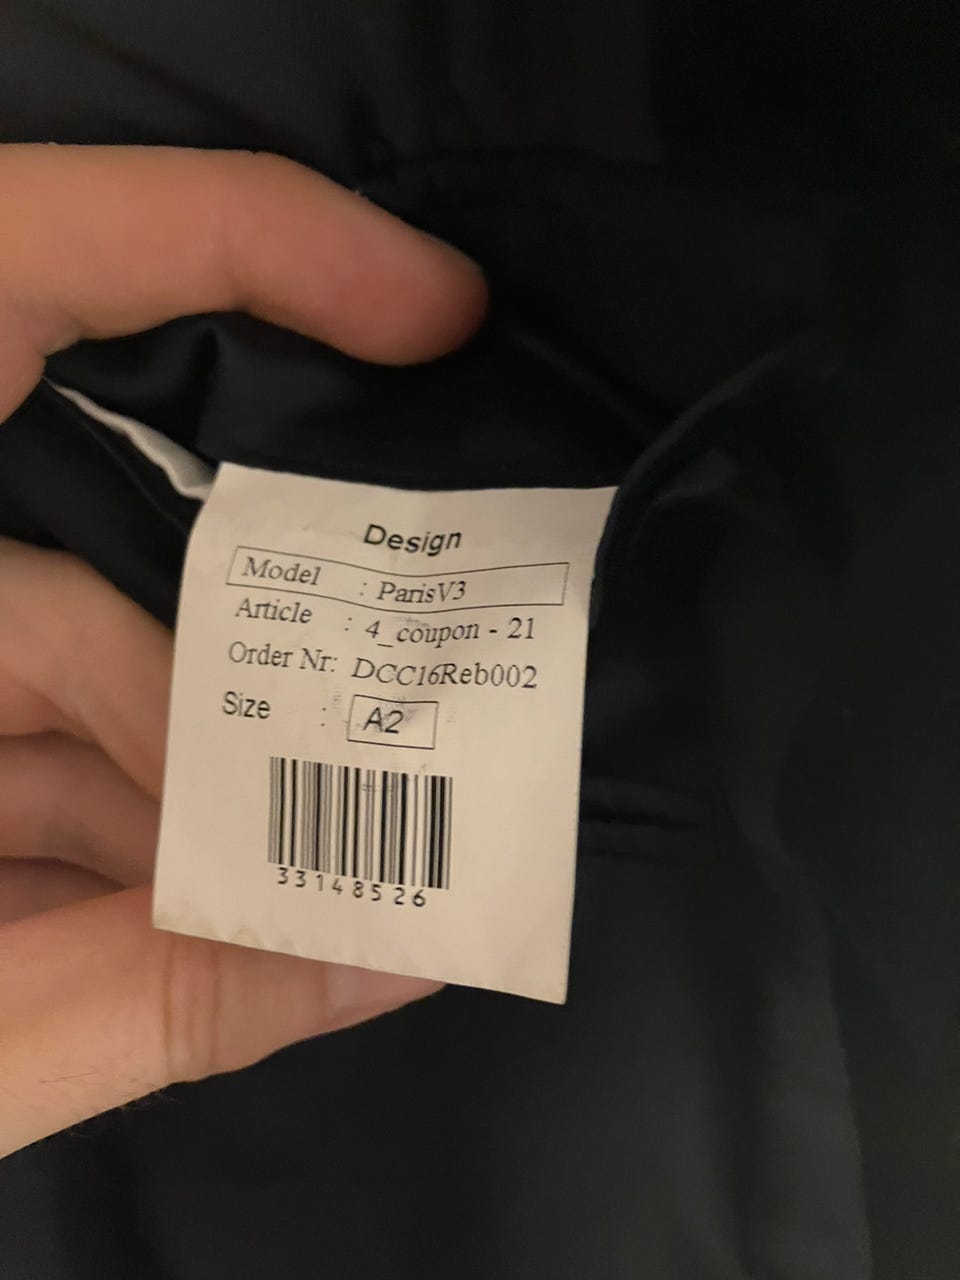 Design
Model : ParisV3
Article : 4_coupon - 21
Order Nr: DCC16Reb002
Size : A2
33148526